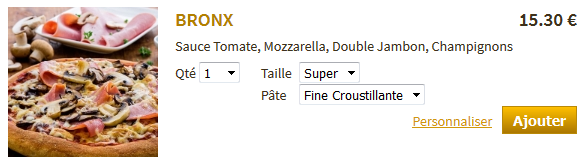 BRONX 15.30 €
Sauce Tomate, Mozzarella, Double Jambon, Champignons
Qté 1 Taille Super
Pâte Fine Croustillante
Personnaliser Ajouter